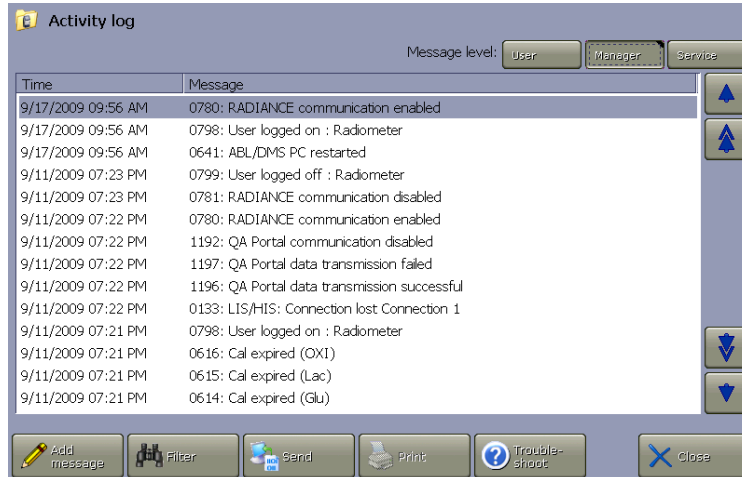 Activity log
Message level: User Manager Service
Time Message
9/17/2009 09:56 AM 0780: RADIANCE communication enabled
9/17/2009 09:56 AM 0798: User logged on : Radiometer
9/17/2009 09:56 AM 0641: ABL/DMS PC restarted
9/11/2009 07:23 PM 0799: User logged off : Radiometer
9/11/2009 07:23 PM 0781: RADIANCE communication disabled
9/11/2009 07:22 PM 0780: RADIANCE communication enabled
9/11/2009 07:22 PM 1192: QA Portal communication disabled
9/11/2009 07:22 PM 1197: QA Portal data transmission failed
9/11/2009 07:22 PM 1196: QA Portal data transmission successful
9/11/2009 07:22 PM 0133: LIS/HIS: Connection lost Connection 1
9/11/2009 07:21 PM 0798: User logged on : Radiometer
9/11/2009 07:21 PM 0616: Cal expired (OXI)
9/11/2009 07:21 PM 0615: Cal expired (Lac)
9/11/2009 07:21 PM 0614: Cal expired (Glu)
Add
message
Filter
Send
Print
Trouble-
shoot
Close